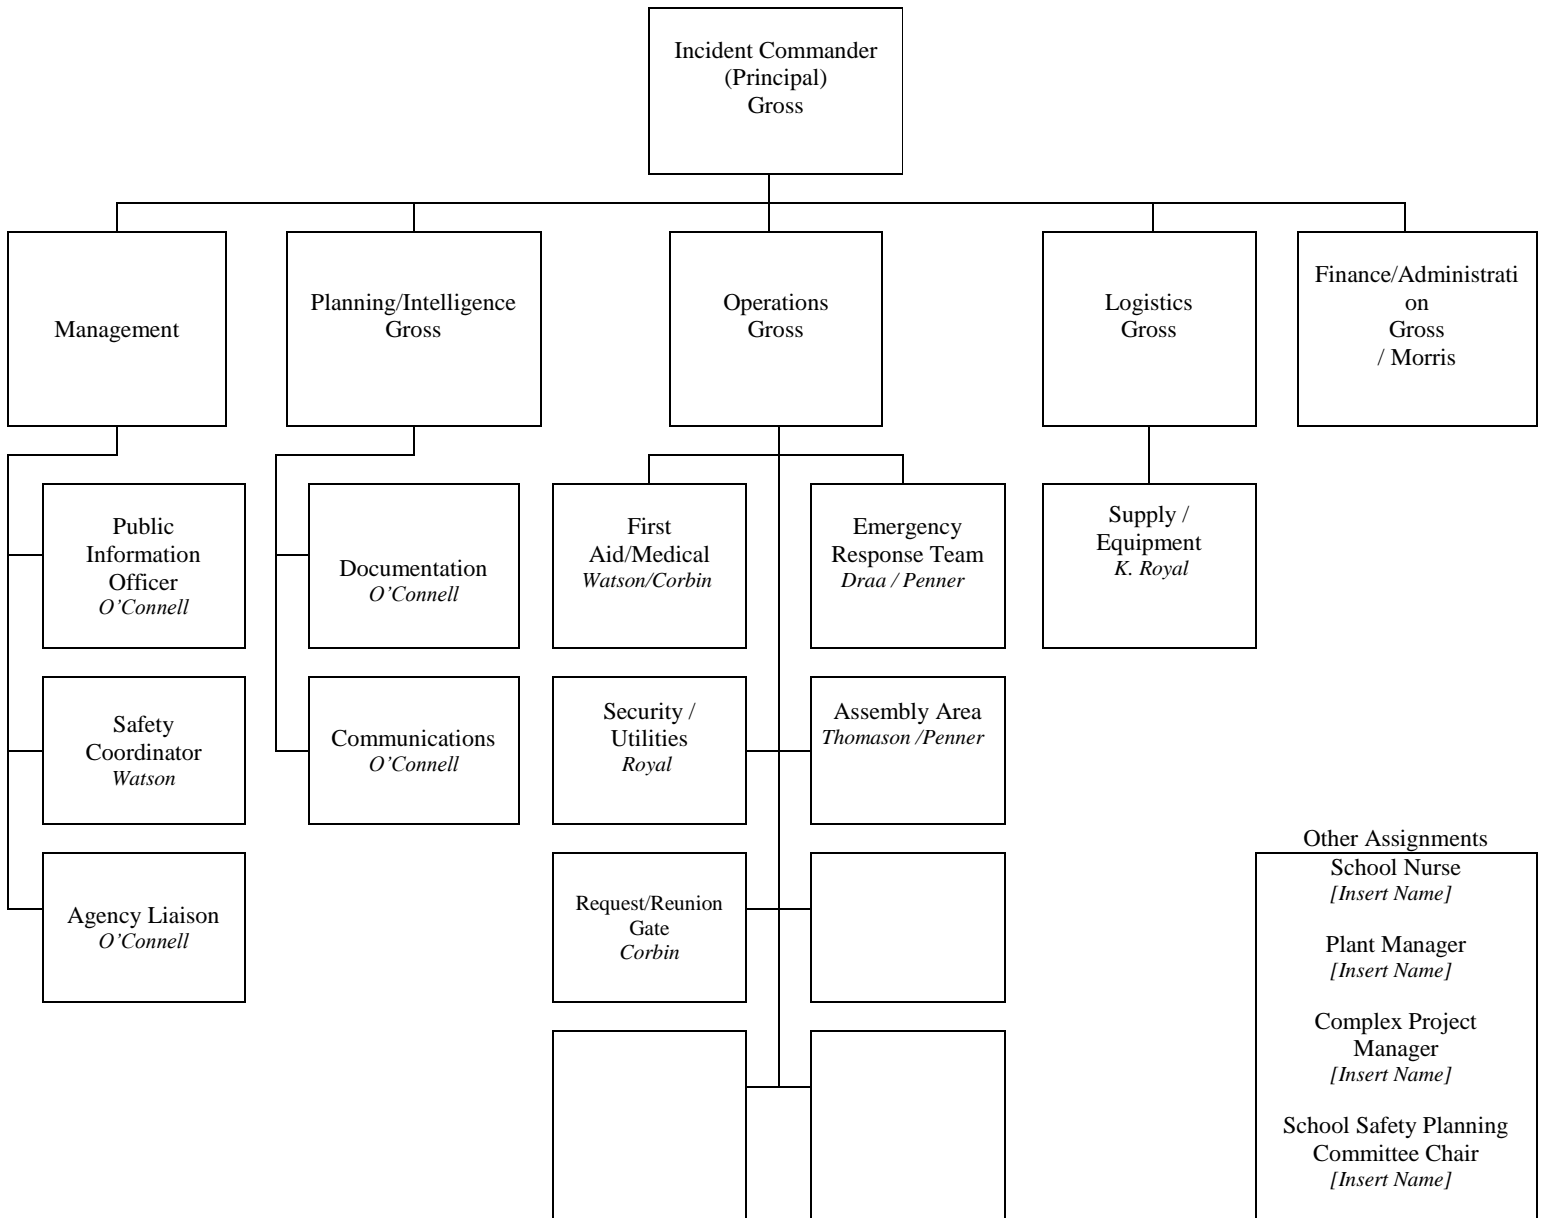 Incident Commander
(Principal)
Gross
Management
Planning/Intelligence
Gross
Operations
Gross
Logistics
Gross
Finance/Administrati
on
Gross
/ Morris
Public
Information
Officer
O’Connell
Documentation
O’Connell
First
Aid/Medical
Watson/Corbin
Emergency
Response Team
Draa / Penner
Supply /
Equipment
K. Royal
Safety
Coordinator
Watson
Communications
O’Connell
Security /
Utilities
Royal
Assembly Area
Thomason /Penner
Agency Liaison
O’Connell
Request/Reunion
Gate
Corbin
Other Assignments
School Nurse
[Insert Name]
Plant Manager
[Insert Name]
Complex Project
Manager
[Insert Name]
School Safety Planning
Committee Chair
[Insert Name]